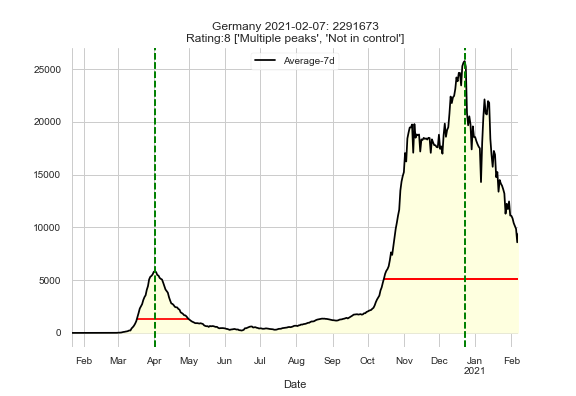 Germany 2021-02-07: 2291673
Rating:8 ['Multiple peaks', 'Not in control']
Average-7d
25000
20000
15000
10000
5000
0
Feb Mar Apr May Jun Jul Aug Sep Oct Nov Dec Jan Feb
2021
Date